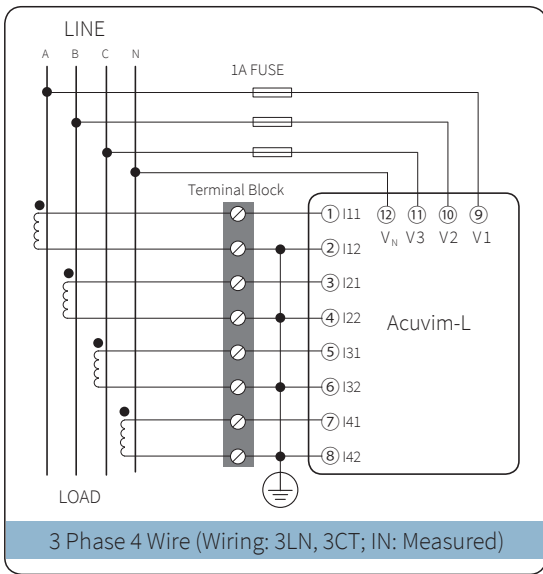 LINE
A B C N
1A FUSE
Terminal Block
① I11
② I12
③ I21
④ I22
⑤ I31
⑥ I32
⑦ I41
⑧ I42
⑫ ⑪ ⑩ ⑨
VN V3 V2 V1
Acuvim-L
LOAD
3 Phase 4 Wire (Wiring: 3LN, 3CT; IN: Measured)